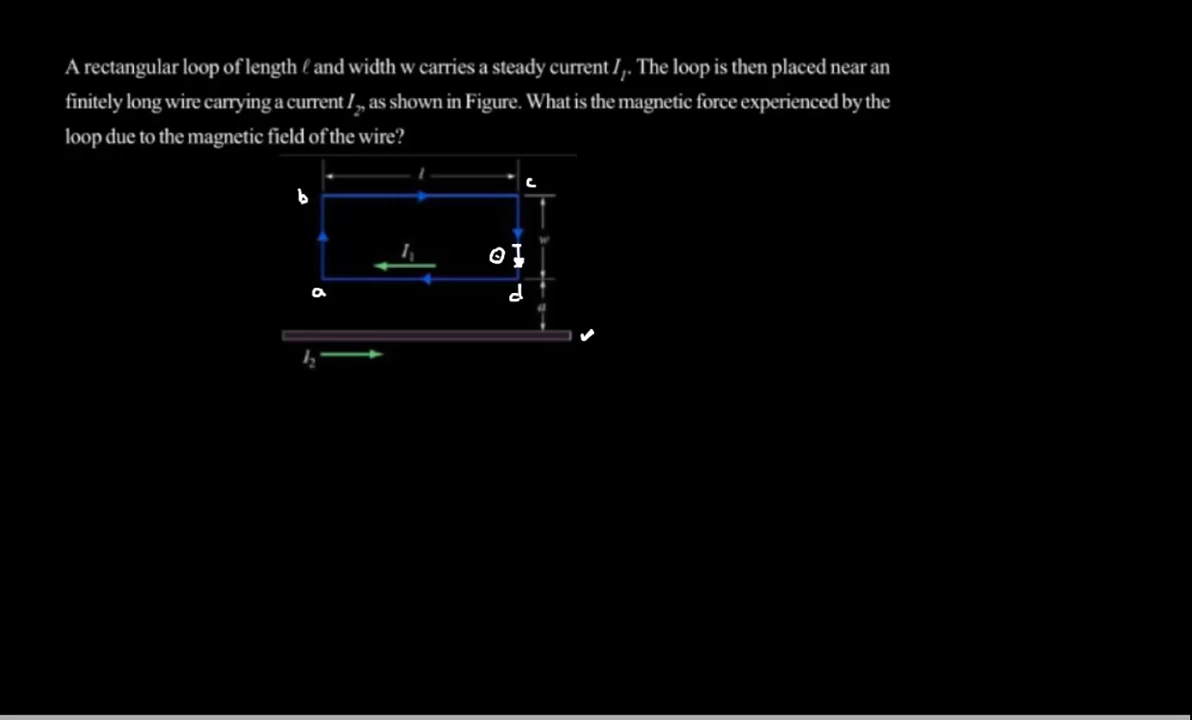 A rectangular loop of length ℓ and width w carries a steady current I₁. The loop is then placed near an
finitely long wire carrying a current I₂, as shown in Figure. What is the magnetic force experienced by the
loop due to the magnetic field of the wire?
l
b
c
w
I₁
⊙
a
d
a
I₂